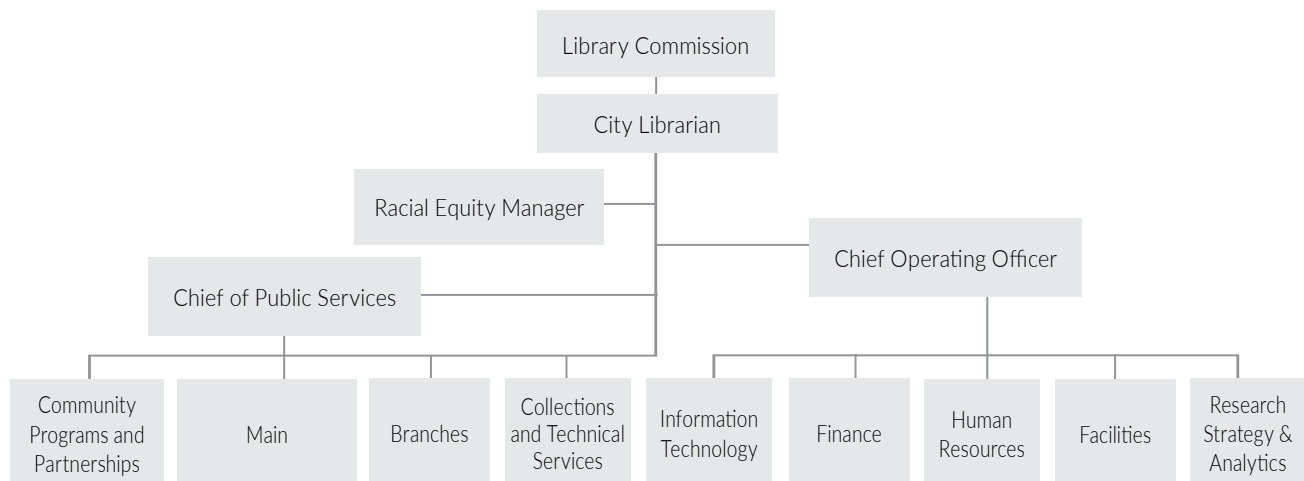 Library Commission
City Librarian
Racial Equity Manager
Chief Operating Officer
Chief of Public Services
Community
Programs and
Partnerships
Main
Branches
Collections
and Technical
Services
Information
Technology
Finance
Human
Resources
Facilities
Research
Strategy &
Analytics